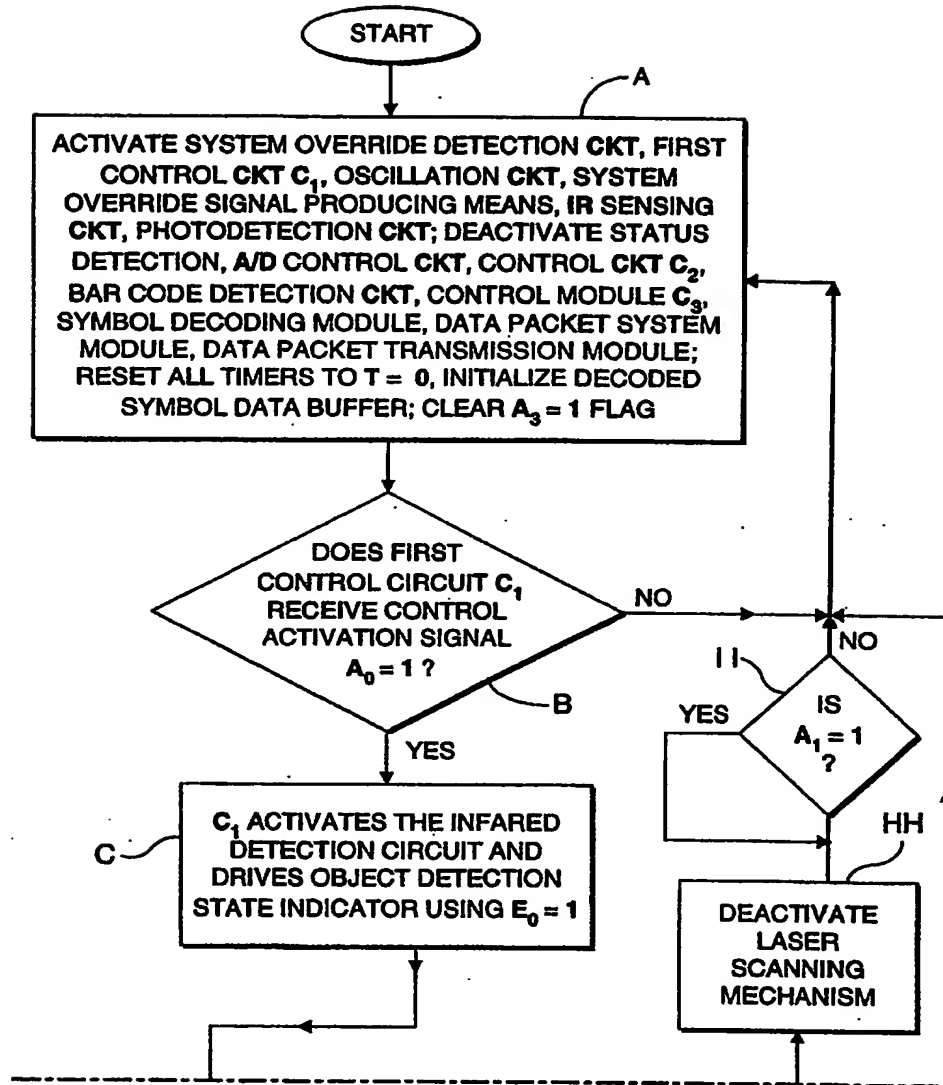 START
A
ACTIVATE SYSTEM OVERRIDE DETECTION CKT, FIRST
CONTROL CKT C₁, OSCILLATION CKT, SYSTEM
OVERRIDE SIGNAL PRODUCING MEANS, IR SENSING
CKT, PHOTODETECTION CKT; DEACTIVATE STATUS
DETECTION, A/D CONTROL CKT, CONTROL CKT C₂,
BAR CODE DETECTION CKT, CONTROL MODULE C₃,
SYMBOL DECODING MODULE, DATA PACKET SYSTEM
MODULE, DATA PACKET TRANSMISSION MODULE;
RESET ALL TIMERS TO T = 0, INITIALIZE DECODED
SYMBOL DATA BUFFER; CLEAR A₃ = 1 FLAG
DOES FIRST
CONTROL CIRCUIT C₁
RECEIVE CONTROL
ACTIVATION SIGNAL
A₀ = 1 ?
NO
B
YES
C
C₁ ACTIVATES THE INFARED
DETECTION CIRCUIT AND
DRIVES OBJECT DETECTION
STATE INDICATOR USING E₀ = 1
NO
II
YES
IS
A₁ = 1
?
HH
DEACTIVATE
LASER
SCANNING
MECHANISM